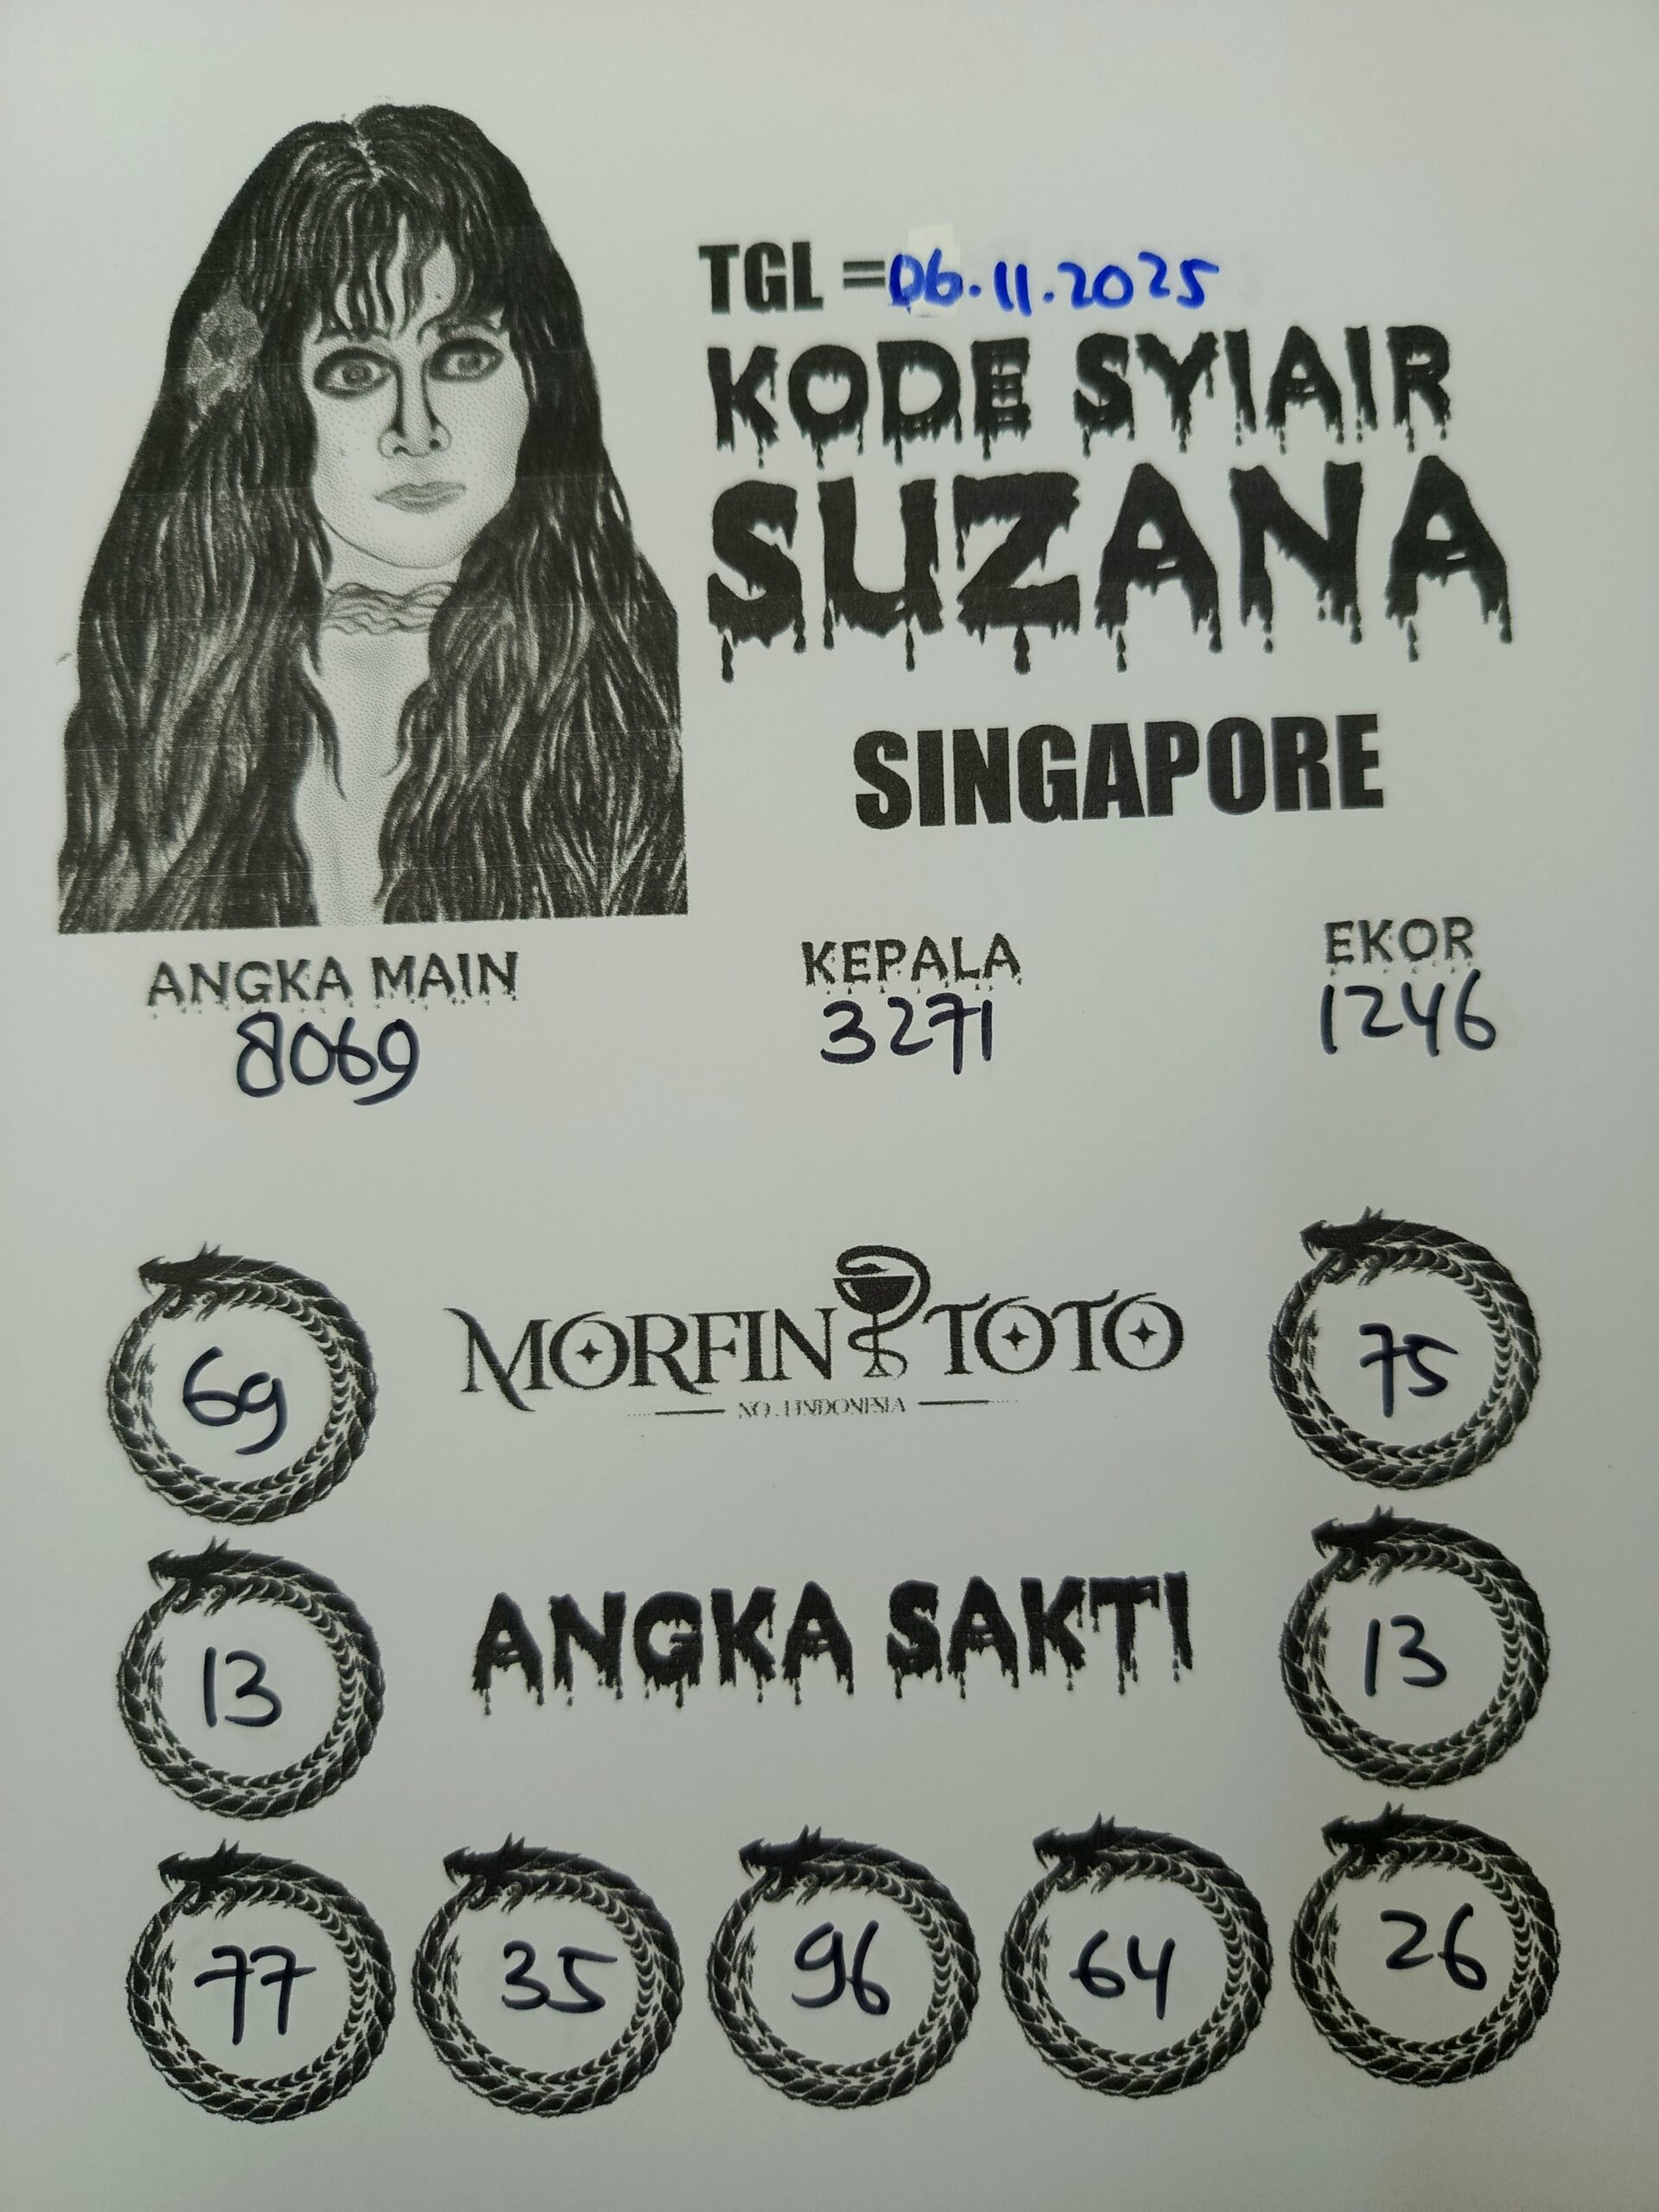 TGL = 06.11.2025
KODE SYIAIR
SUZANA
SINGAPORE
ANGKA MAIN
8069
KEPALA
3271
EKOR
1246
69
MORFIN TOTO
NO.1 INDONESIA
75
13
ANGKA SAKTI
13
77 35 96 64 26